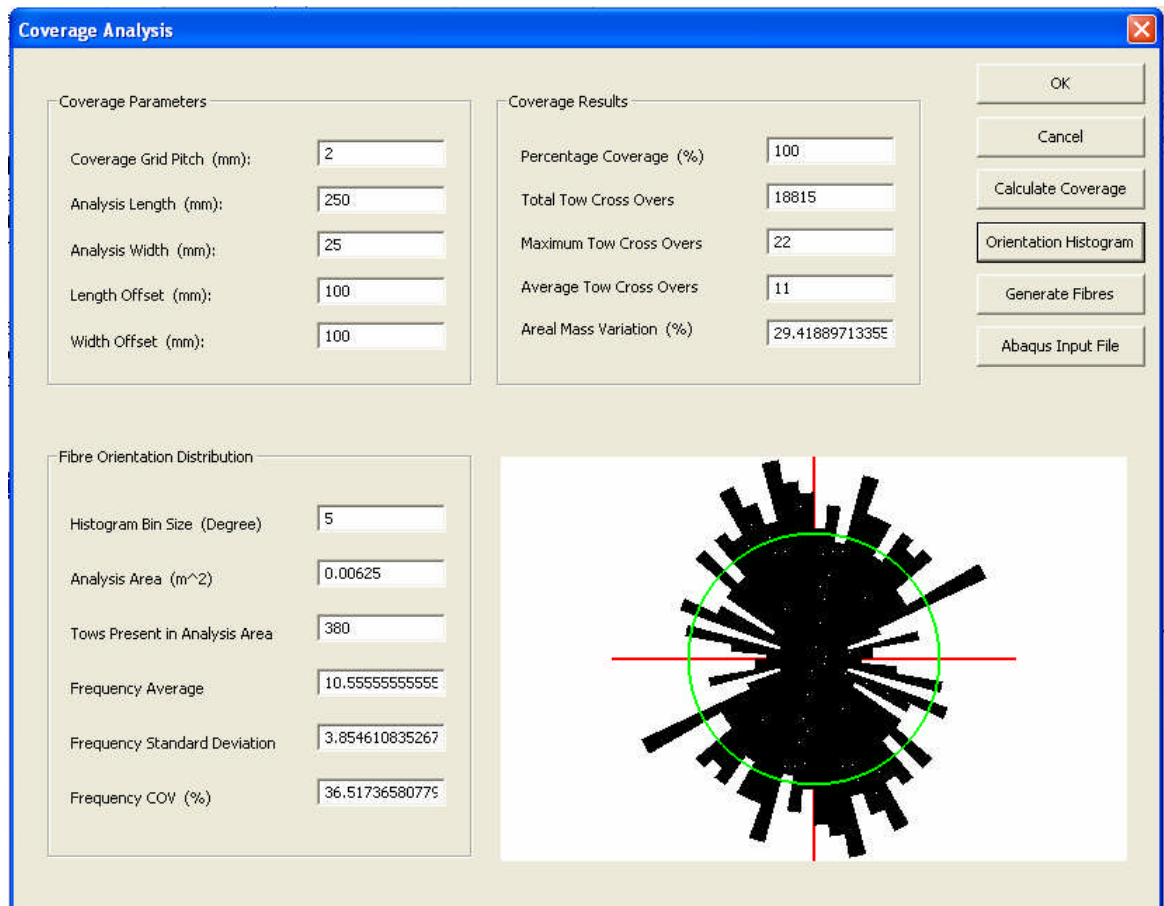 Coverage Analysis
Coverage Parameters
Coverage Grid Pitch (mm): 2
Analysis Length (mm): 250
Analysis Width (mm): 25
Length Offset (mm): 100
Width Offset (mm): 100
Coverage Results
Percentage Coverage (%) 100
Total Tow Cross Overs 18815
Maximum Tow Cross Overs 22
Average Tow Cross Overs 11
Areal Mass Variation (%) 29.41889713355
OK
Cancel
Calculate Coverage
Orientation Histogram
Generate Fibres
Abaqus Input File
Fibre Orientation Distribution
Histogram Bin Size (Degree) 5
Analysis Area (m^2) 0.00625
Tows Present in Analysis Area 380
Frequency Average 10.55555555555
Frequency Standard Deviation 3.854610835267
Frequency COV (%) 36.51736580779